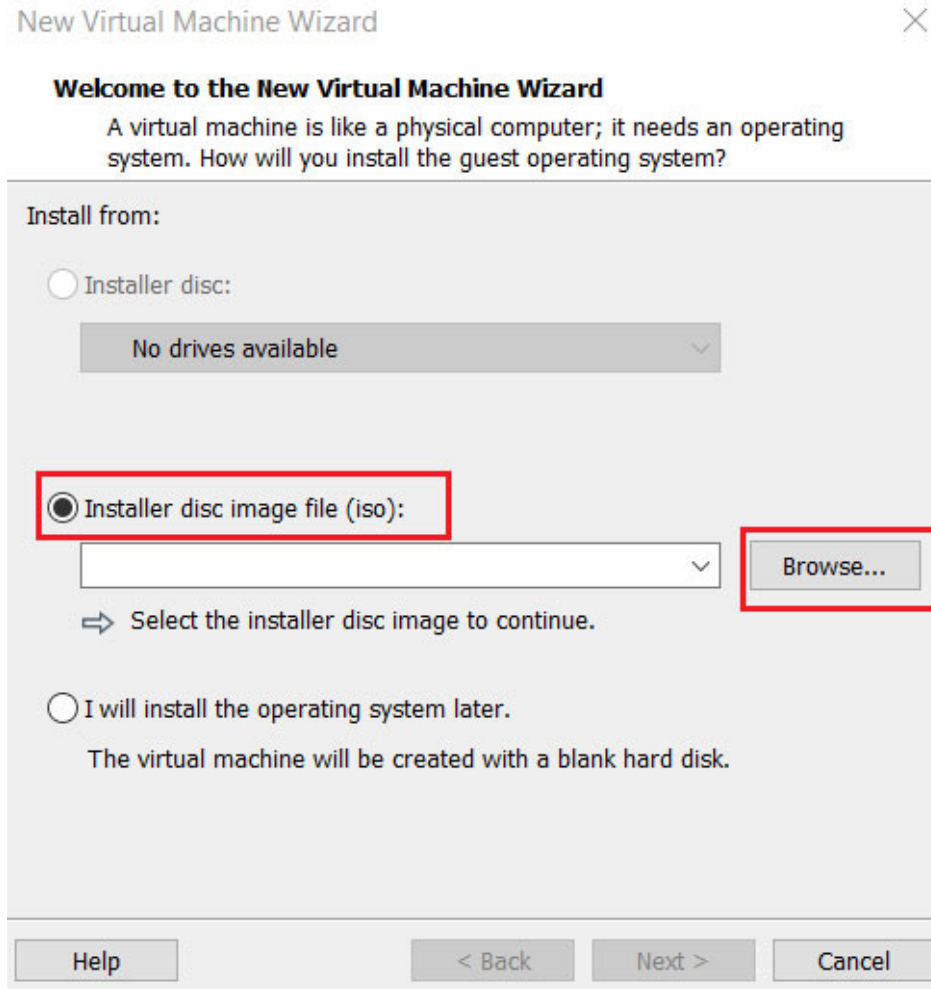 New Virtual Machine Wizard
Welcome to the New Virtual Machine Wizard
A virtual machine is like a physical computer; it needs an operating
system. How will you install the guest operating system?
Install from:
Installer disc:
No drives available
Installer disc image file (iso):
Browse...
Select the installer disc image to continue.
I will install the operating system later.
The virtual machine will be created with a blank hard disk.
Help
< Back
Next >
Cancel